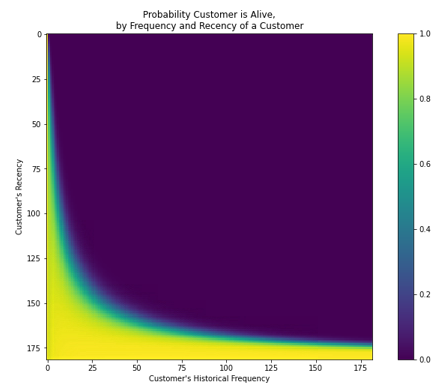 Probability Customer is Alive,
by Frequency and Recency of a Customer
0
25
50
75
100
125
150
175
Customer's Recency
0 25 50 75 100 125 150 175
Customer's Historical Frequency
1.0
0.8
0.6
0.4
0.2
0.0